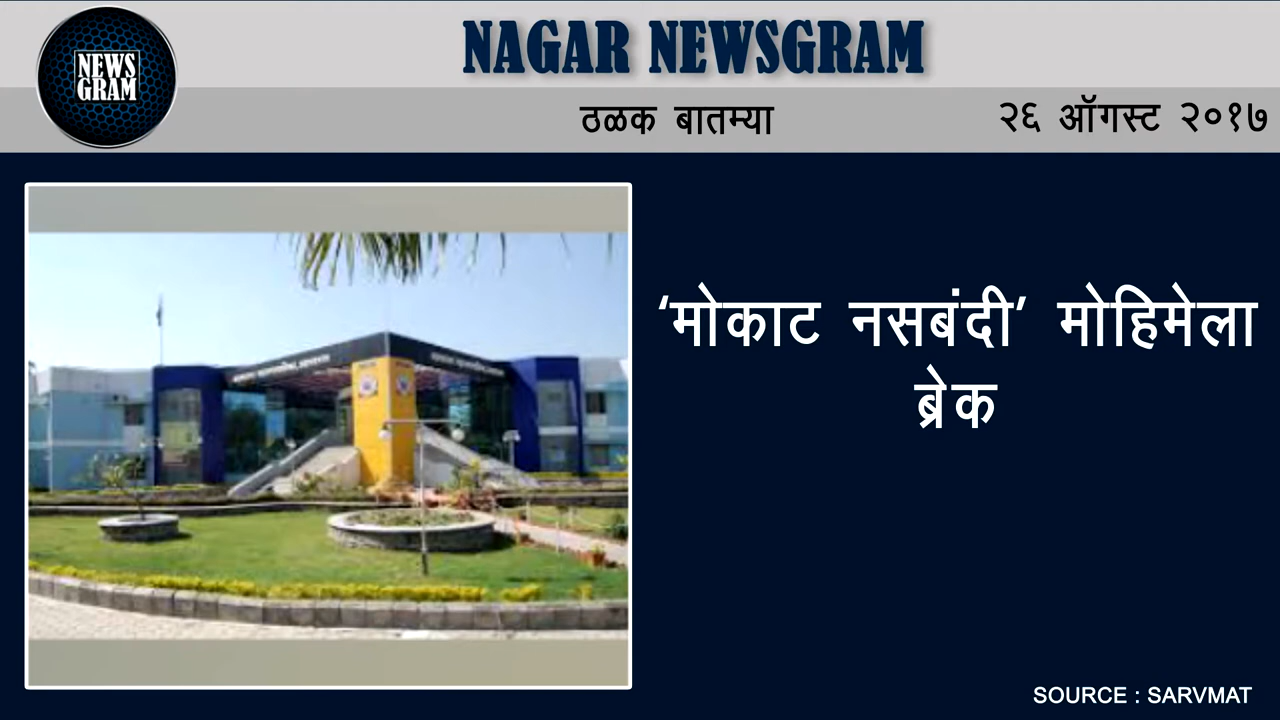 NEWS
GRAM
NAGAR NEWSGRAM
ठळक बातम्या
२६ ऑगस्ट २०१७
‘मोकाट नसबंदी’ मोहिमेला
ब्रेक
SOURCE : SARVMAT